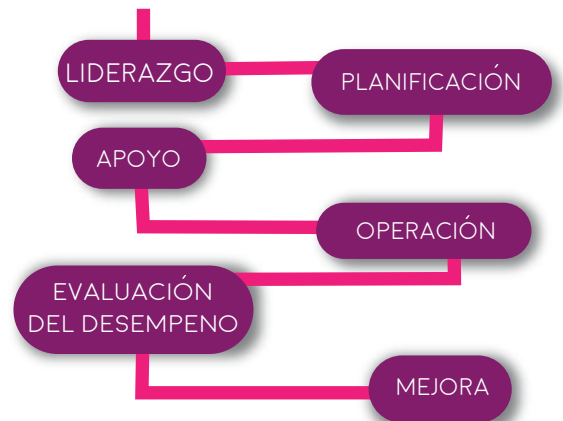 LIDERAZGO
PLANIFICACIÓN
APOYO
OPERACIÓN
EVALUACIÓN
DEL DESEMPENO
MEJORA